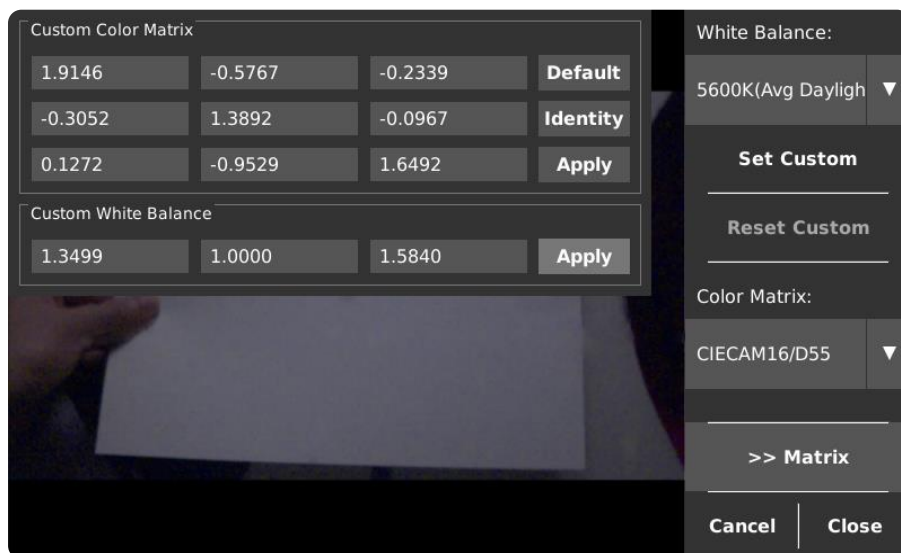 Custom Color Matrix
1.9146 -0.5767 -0.2339 Default
-0.3052 1.3892 -0.0967 Identity
0.1272 -0.9529 1.6492 Apply
Custom White Balance
1.3499 1.0000 1.5840 Apply
White Balance:
5600K(Avg Dayligh ▼
Set Custom
Reset Custom
Color Matrix:
CIECAM16/D55 ▼
>> Matrix
Cancel Close